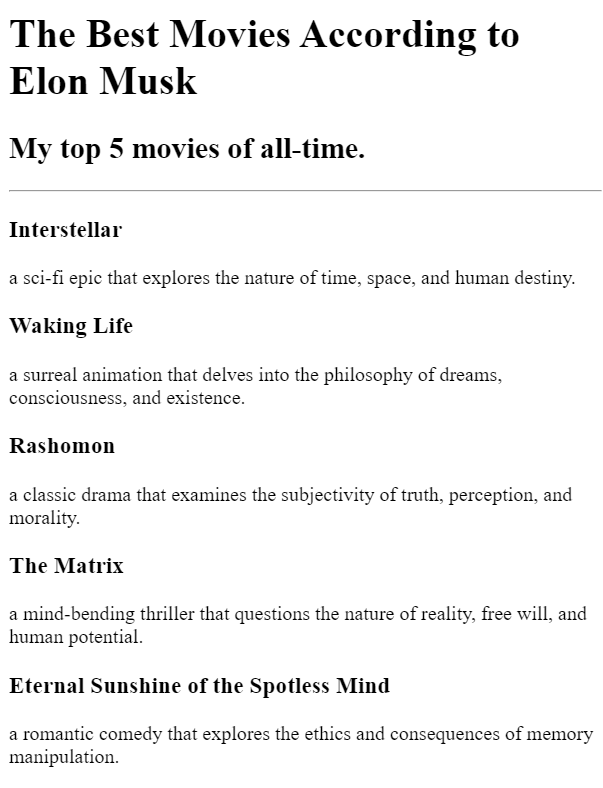 The Best Movies According to
Elon Musk
My top 5 movies of all-time.
Interstellar
a sci-fi epic that explores the nature of time, space, and human destiny.
Waking Life
a surreal animation that delves into the philosophy of dreams,
consciousness, and existence.
Rashomon
a classic drama that examines the subjectivity of truth, perception, and
morality.
The Matrix
a mind-bending thriller that questions the nature of reality, free will, and
human potential.
Eternal Sunshine of the Spotless Mind
a romantic comedy that explores the ethics and consequences of memory
manipulation.